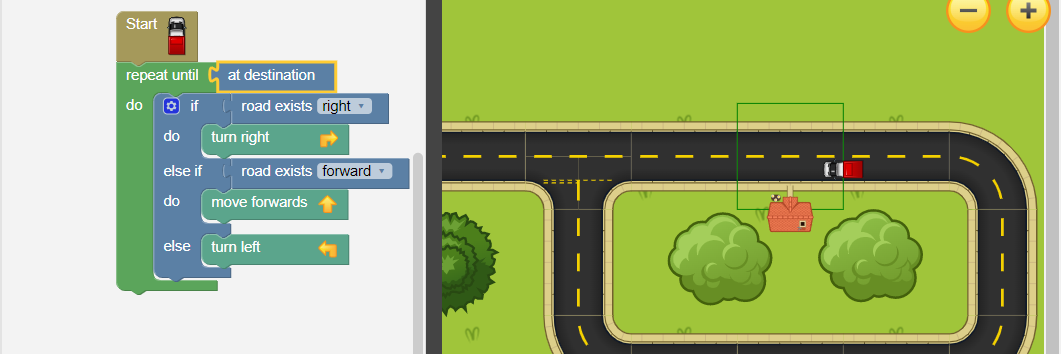 Start
repeat until at destination
do if road exists right
do turn right
else if road exists forward
do move forwards
else turn left